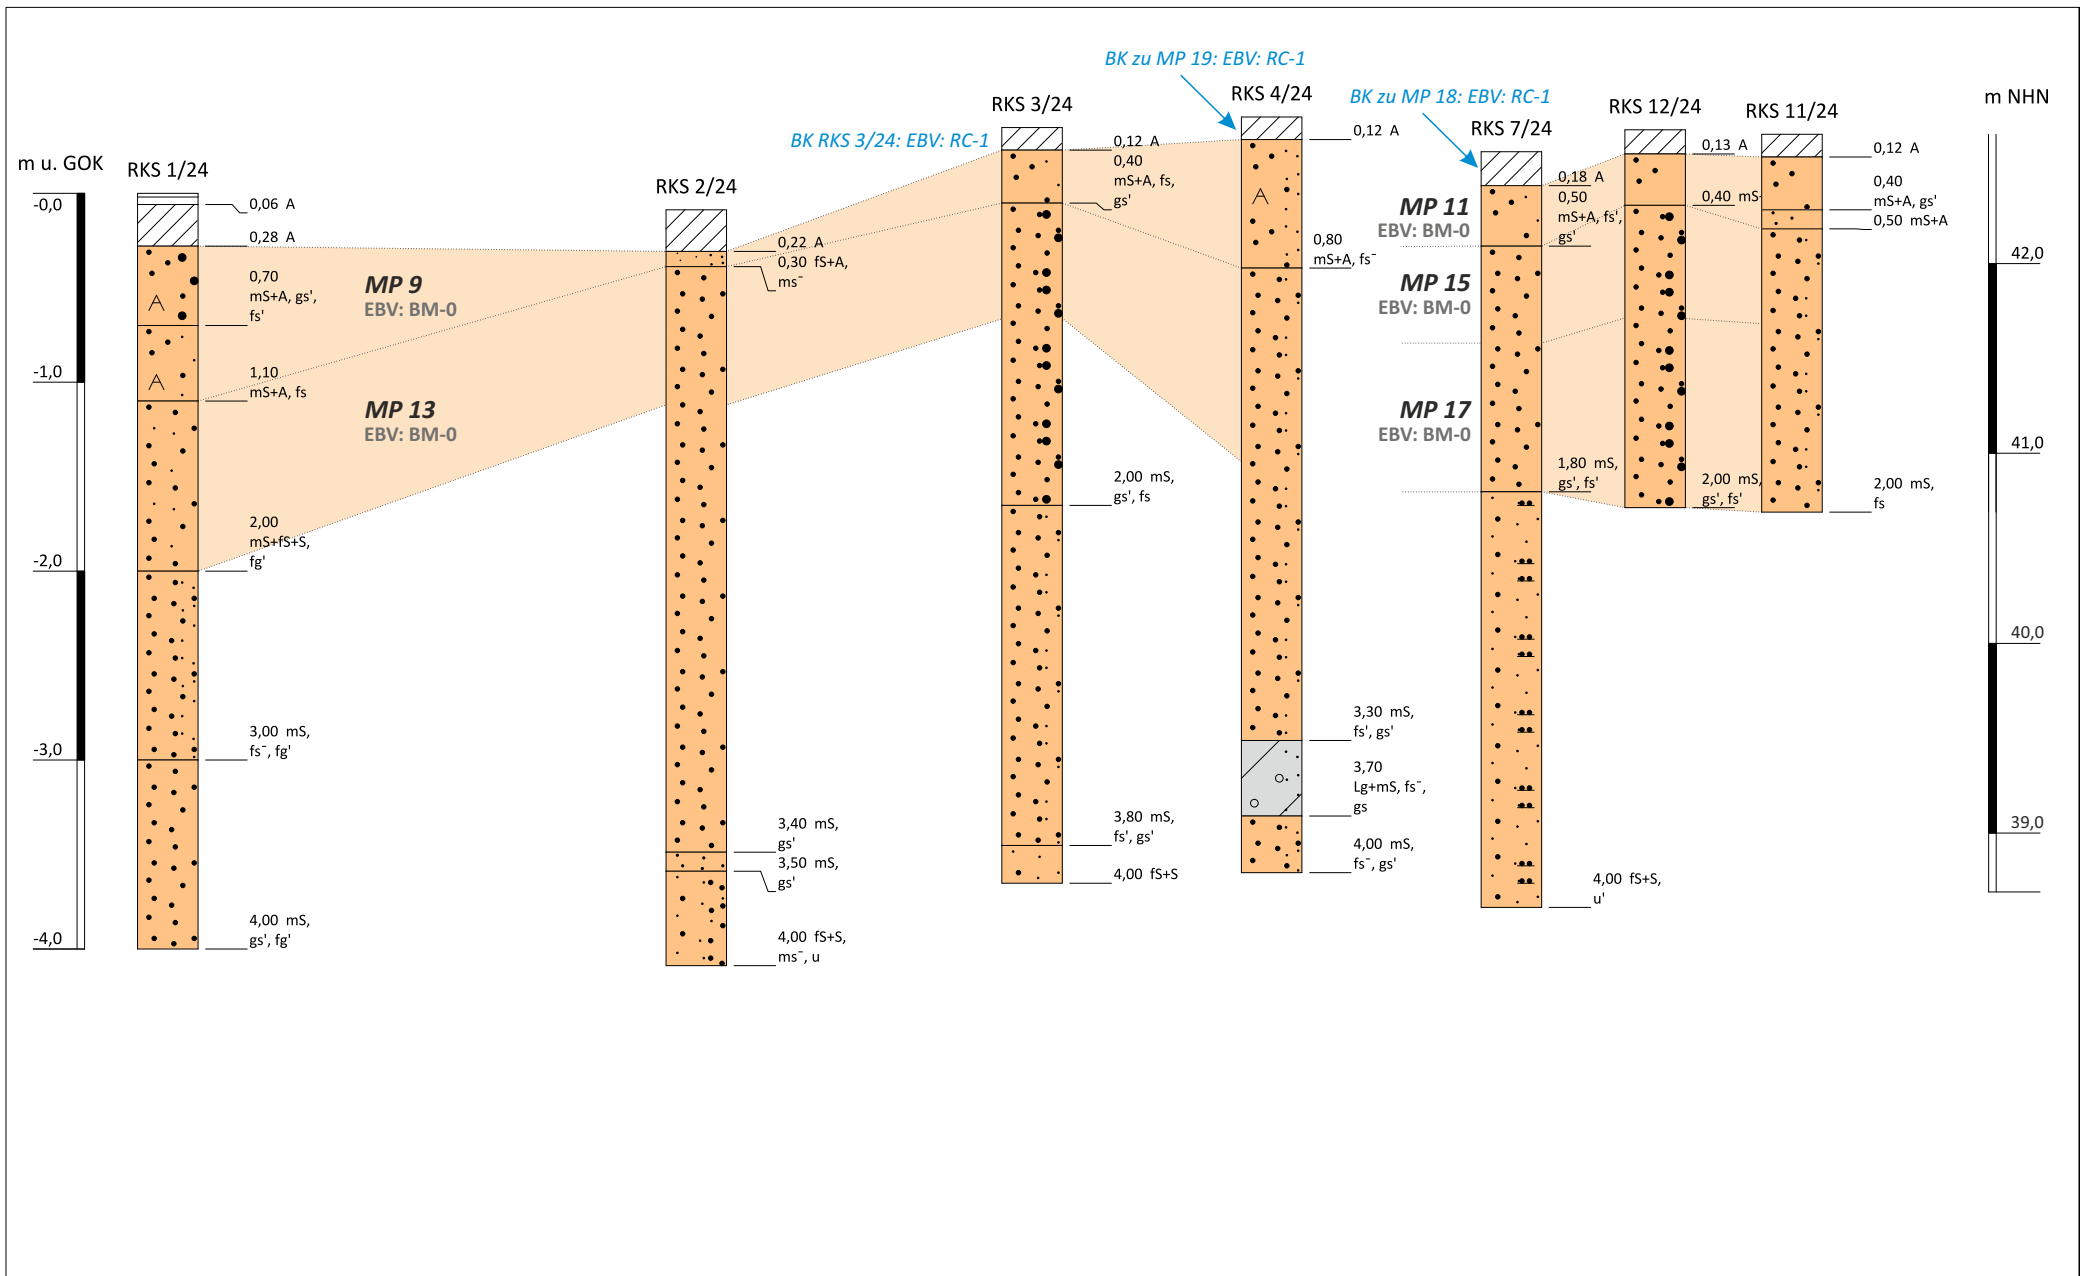 BK zu MP 19: EBV: RC-1
RKS 4/24
BK zu MP 18: EBV: RC-1
m NHN
RKS 3/24
RKS 12/24
RKS 11/24
RKS 7/24
BK RKS 3/24: EBV: RC-1
m u. GOK
RKS 1/24
RKS 2/24
-0,0
-1,0
-2,0
-3,0
-4,0
0,06 A
0,28 A
0,70
mS+A, gs',
fs'
1,10
mS+A, fs
2,00
mS+fS+S,
fg'
3,00 mS,
fs¯, fg'
4,00 mS,
gs', fg'
MP 9
EBV: BM-0
MP 13
EBV: BM-0
0,22 A
0,30 fS+A,
ms¯
3,40 mS,
gs'
3,50 mS,
gs'
4,00 fS+S,
ms¯, u
0,12 A
0,40
mS+A, fs,
gs'
2,00 mS,
gs', fs
3,80 mS,
fs', gs'
4,00 fS+S
0,12 A
0,80
mS+A, fs¯
3,30 mS,
fs', gs'
3,70
Lg+mS, fs¯,
gs
4,00 mS,
fs¯, gs'
A
A
A
MP 11
EBV: BM-0
MP 15
EBV: BM-0
MP 17
EBV: BM-0
0,18 A
0,50
mS+A, fs',
gs'
1,80 mS,
gs', fs'
4,00 fS+S,
u'
0,13 A
0,40 mS
2,00 mS,
gs', fs'
0,12 A
0,40
mS+A, gs'
0,50 mS+A
2,00 mS,
fs
42,0
41,0
40,0
39,0